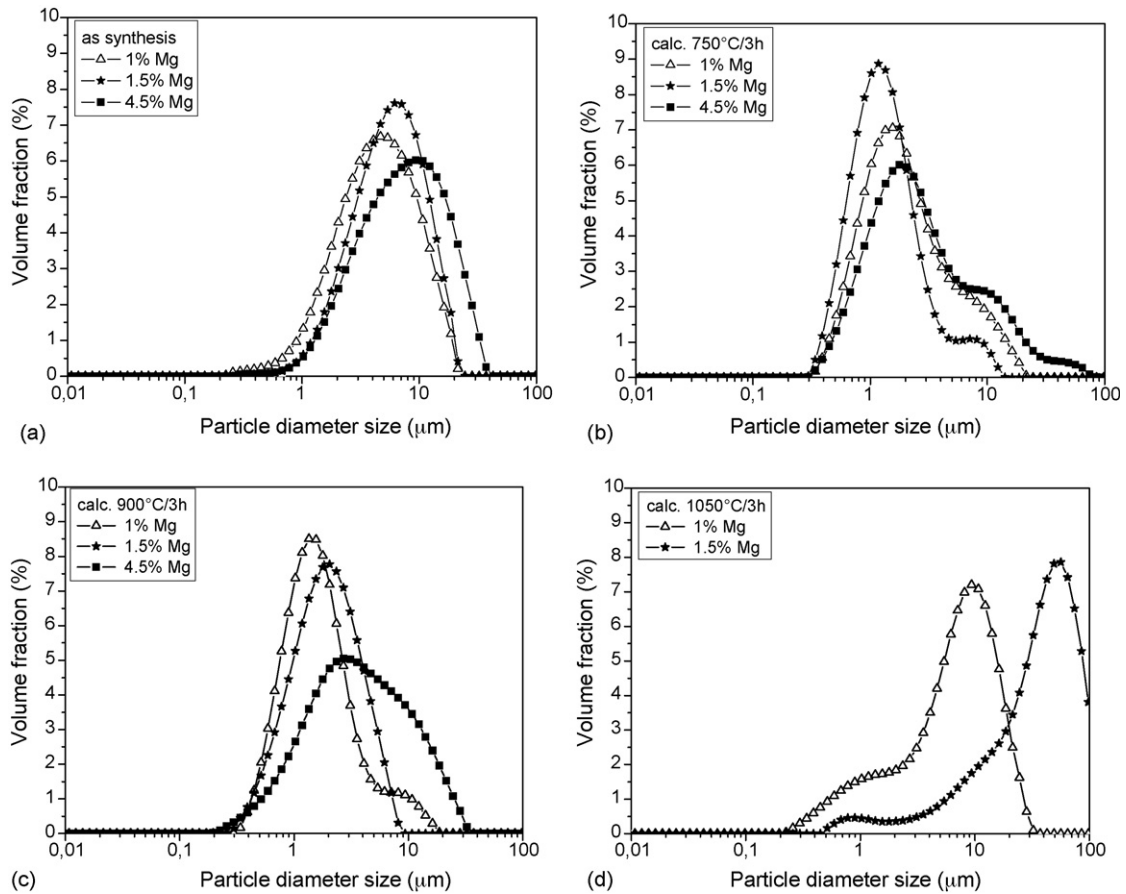 as synthesis
1% Mg
1.5% Mg
4.5% Mg
10
9
8
7
6
5
4
3
2
1
0
Volume fraction (%)
0,01 0,1 1 10 100
Particle diameter size (μm)
(a)
calc. 750°C/3h
1% Mg
1.5% Mg
4.5% Mg
10
9
8
7
6
5
4
3
2
1
0
Volume fraction (%)
0,01 0,1 1 10 100
Particle diameter size (μm)
(b)
calc. 900°C/3h
1% Mg
1.5% Mg
4.5% Mg
10
9
8
7
6
5
4
3
2
1
0
Volume fraction (%)
0,01 0,1 1 10 100
Particle diameter size (μm)
(c)
calc. 1050°C/3h
1% Mg
1.5% Mg
10
9
8
7
6
5
4
3
2
1
0
Volume fraction (%)
0,01 0,1 1 10 100
Particle diameter size (μm)
(d)